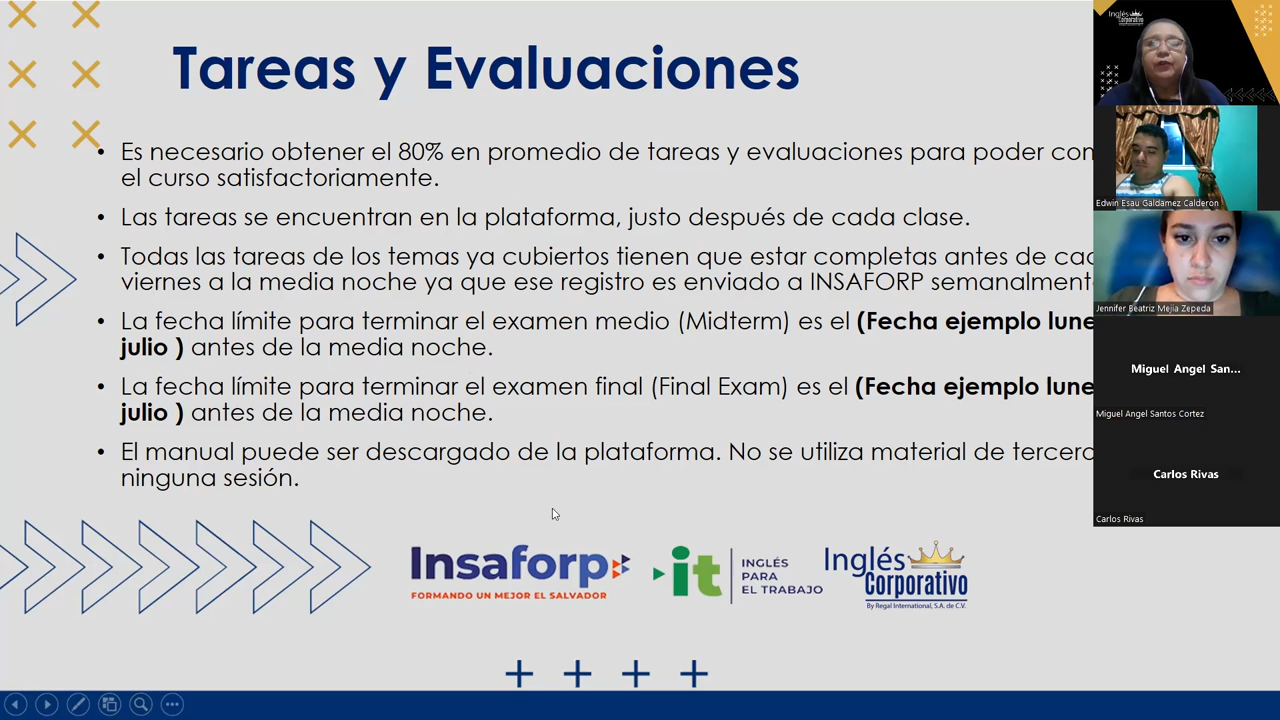 Tareas y Evaluaciones
• Es necesario obtener el 80% en promedio de tareas y evaluaciones para poder
el curso satisfactoriamente.
• Las tareas se encuentran en la plataforma, justo después de cada clase.
• Todas las tareas de los temas ya cubiertos tienen que estar completas antes de
viernes a la media noche ya que ese registro es enviado a INSAFORP
• La fecha límite para terminar el examen medio (Midterm) es el (Fecha ejemplo
julio ) antes de la media noche.
• La fecha límite para terminar el examen final (Final Exam) es el (Fecha ejemplo
julio ) antes de la media noche.
• El manual puede ser descargado de la plataforma. No se utiliza material de
ninguna sesión.
Insaforp
FORMANDO UN MEJOR EL SALVADOR
it
INGLÉS
PARA
EL TRABAJO
Inglés
Corporativo
By Regal International, S.A. de C.V.
Inglés
Corporativo
Edwin Esau Galdamez Calderon
Jennifer Beatriz Mejia Zepeda
Miguel Angel San...
Miguel Angel Santos Cortez
Carlos Rivas
Carlos Rivas